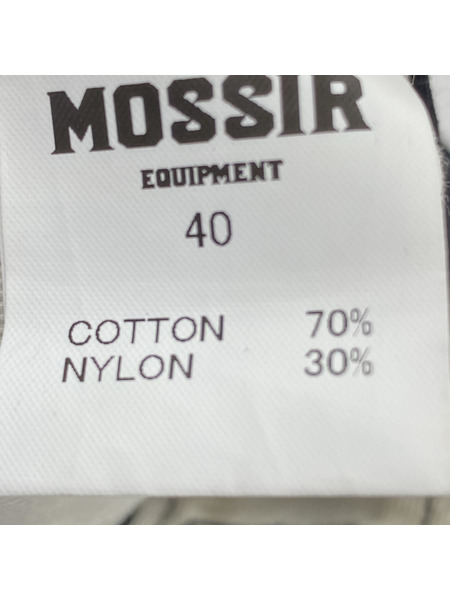 MOSSIR
EQUIPMENT
40
COTTON 70%
NYLON 30%